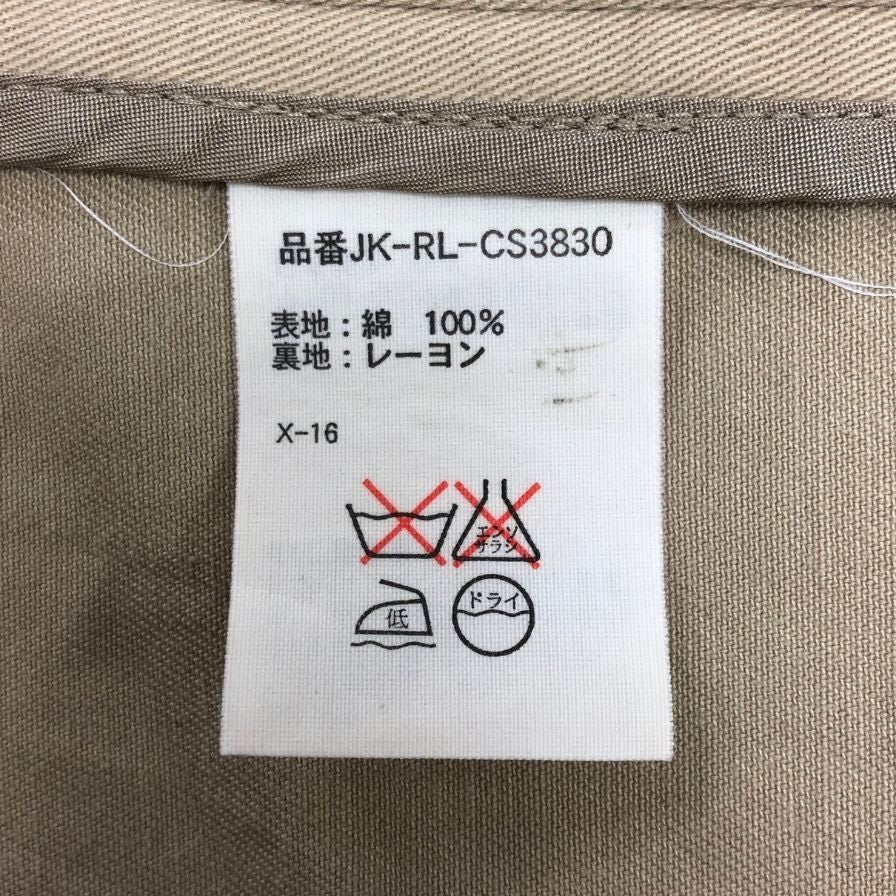 品番JK-RL-CS3830
表地：綿　100%
裏地：レーヨン
X-16
エンソ
サラシ
低
ドライ